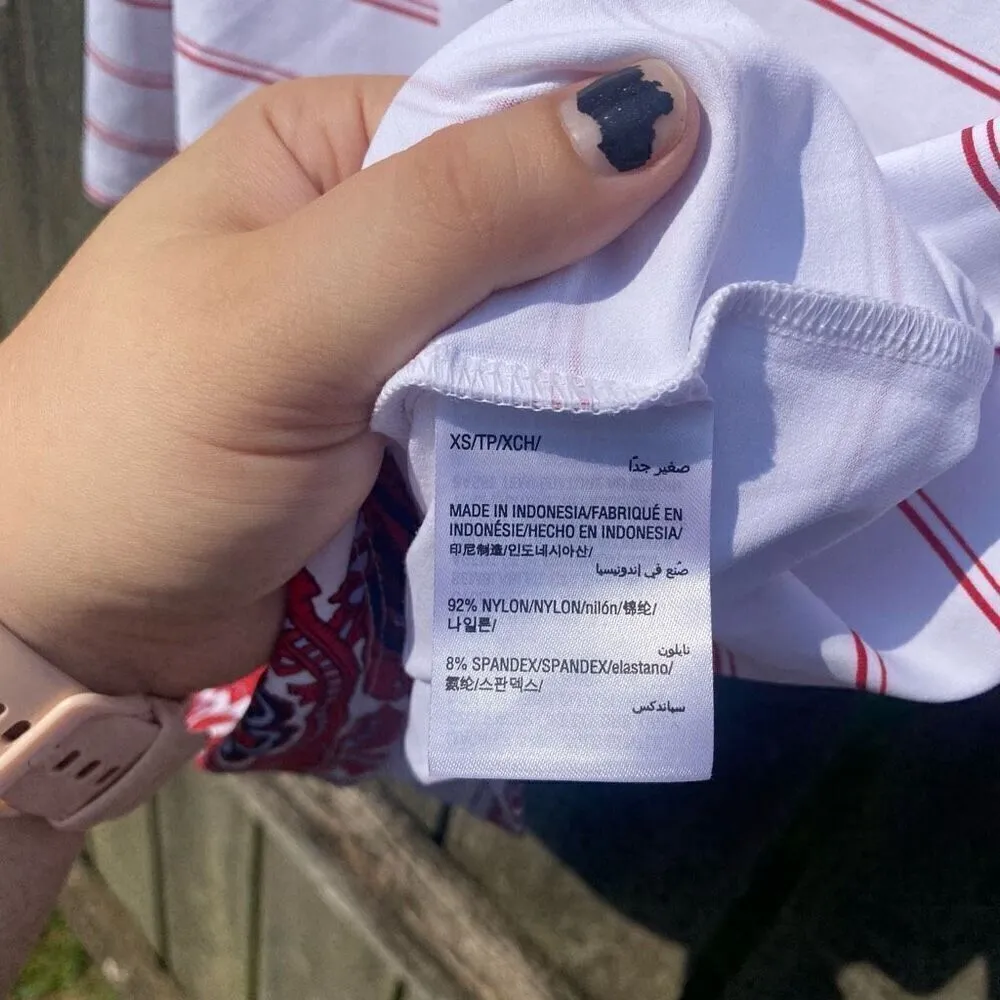 XS/TP/XCH/
صغير جدًا
MADE IN INDONESIA/FABRIQUÉ EN
INDONÉSIE/HECHO EN INDONESIA/
印尼制造/인도네시아산/
صُنع في إندونيسيا
92% NYLON/NYLON/nilón/锦纶/
나일론/
نايلون
8% SPANDEX/SPANDEX/elastano/
氨纶/스판덱스/
سباندكس